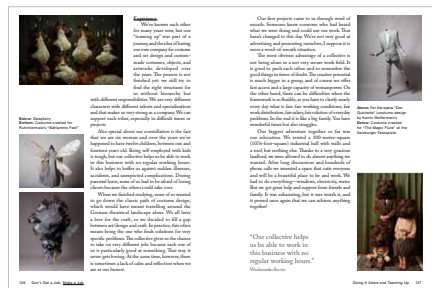 Experience
We've known each other
for many years now, but our
"teaming up" was part of a
journey, and the idea of having
our own company for costume
and set design and custom-
made costumes, objects, and
artworks developed over
the years. The process is not
finished yet: we still try to
find the right structures for
us without hierarchy but
with different responsibilities. We are very different
characters with different talents and specializations
and that makes us very strong as a company. We can
support each other, especially in difficult times or
projects.
Also special about our constellation is the fact
that we are six women and over the years we've
happened to have twelve children, between one and
fourteen years old. Being self-employed with kids
is tough, but our collective helps us to be able to work
in this business with no regular working hours.
It also helps to buffer us against sudden illnesses,
accidents, and unexpected complications. During
parental leave, none of us had to be afraid of losing
clients because the others could take over.
When we finished studying, none of us wanted
to go down the classic path of costume design,
which would have meant travelling around the
German theatrical landscape alone. We all have
a love for the craft, so we decided to fill a gap
between art/design and craft. In practice, this often
means being the one who finds solutions for very
specific problems. The collective gives us the chance
to take on very different jobs because each one of
us is particularly good at something. That way it
never gets boring. At the same time, however, there
is sometimes a lack of calm and reflection when we
are at our busiest.
Below:
Bottom: Costume created for
Ruhrtriennale's
126 Don't Get a Job, Make a Job
Our first projects came to us through word of
mouth. Someone knew someone who had heard
what we were doing and could use our work. That
hasn't changed to this day. We're not very good at
advertising and presenting ourselves; I suppose it is
more a word-of-mouth situation.
The most obvious advantage of a collective is
not being alone in a not very secure work field. It
is good to push each other and to remember the
good things in times of doubt. The creative potential
is much bigger in a group, and of course we offer
fast access and a large capacity of manpower. On
the other hand, there can be difficulties when the
framework is so flexible, as you have to clarify nearly
every day what is fair: fair working conditions, fair
work distribution, fair salary, fair solution of everyday
problems. In the end it is like a big family. You have
wonderful times but also struggles.
Our biggest adventure together so far was
our relocation. We rented a 100-metre-square
(1076-foot-square) industrial hall with walls and
a roof, but nothing else. Thanks to a very gracious
landlord, we were allowed to do almost anything we
wanted. After long discussions and hundreds of
phone calls we invented a space that suits everyone
and will be a beautiful place to be and work. We
had to do everything—windows, electricity, water.
But we got great help and support from friends and
family. It was exhausting, but it was worth it, and
it proved once again that we can achieve anything
together!
"Our collective helps
us be able to work in
this business with no
regular working hours."
Above: For the opera "Don
Quichotte" (costume design
by
Below: Costume created
for "The Magic Flute" at the
Salzburger Festspiele
Going It Alone and Teaming Up 127